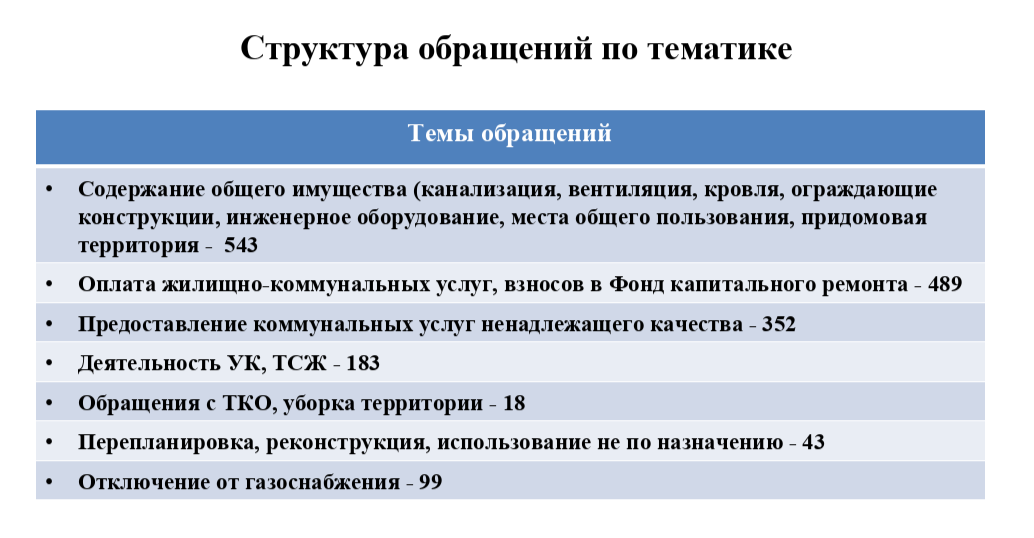 Структура обращений по тематике
Темы обращений
• Содержание общего имущества (канализация, вентиляция, кровля, ограждающие
конструкции, инженерное оборудование, места общего пользования, придомовая
территория - 543
• Оплата жилищно-коммунальных услуг, взносов в Фонд капитального ремонта - 489
• Предоставление коммунальных услуг ненадлежащего качества - 352
• Деятельность УК, ТСЖ - 183
• Обращения с ТКО, уборка территории - 18
• Перепланировка, реконструкция, использование не по назначению - 43
• Отключение от газоснабжения - 99